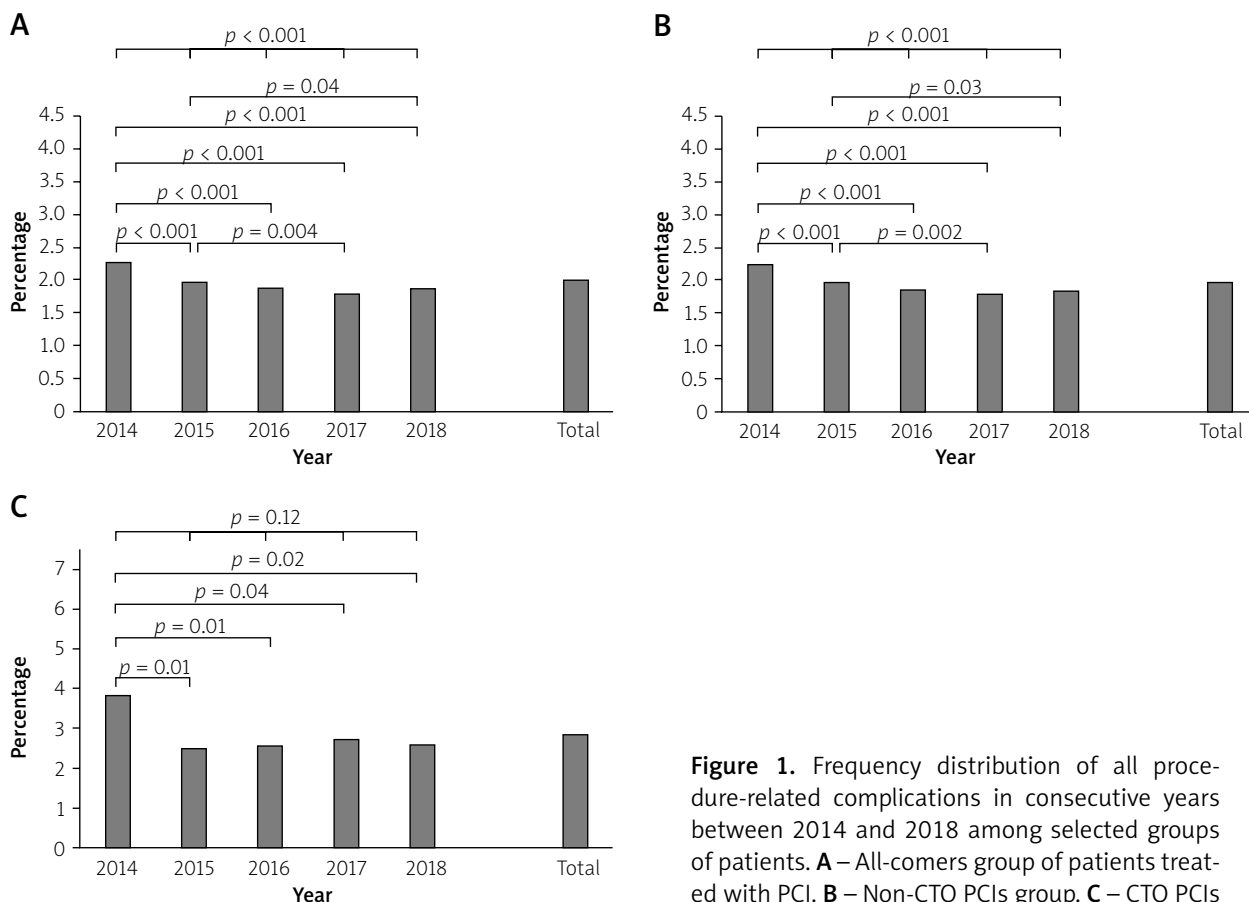 A
p < 0.001
p = 0.04
p < 0.001
p < 0.001
p < 0.001
p < 0.001 p = 0.004
Percentage
4.5
4.0
3.5
3.0
2.5
2.0
1.5
1.0
0.5
0
2014 2015 2016 2017 2018 Total
Year
B
p < 0.001
p = 0.03
p < 0.001
p < 0.001
p < 0.001
p < 0.001 p = 0.002
Percentage
4.5
4.0
3.5
3.0
2.5
2.0
1.5
1.0
0.5
0
2014 2015 2016 2017 2018 Total
Year
C
p = 0.12
p = 0.02
p = 0.04
p = 0.01
p = 0.01
Percentage
7
6
5
4
3
2
1
0
2014 2015 2016 2017 2018 Total
Year
Figure 1. Frequency distribution of all proce-
dure-related complications in consecutive years
between 2014 and 2018 among selected groups
of patients. A – All-comers group of patients treat-
ed with PCI. B – Non-CTO PCIs group. C – CTO PCIs